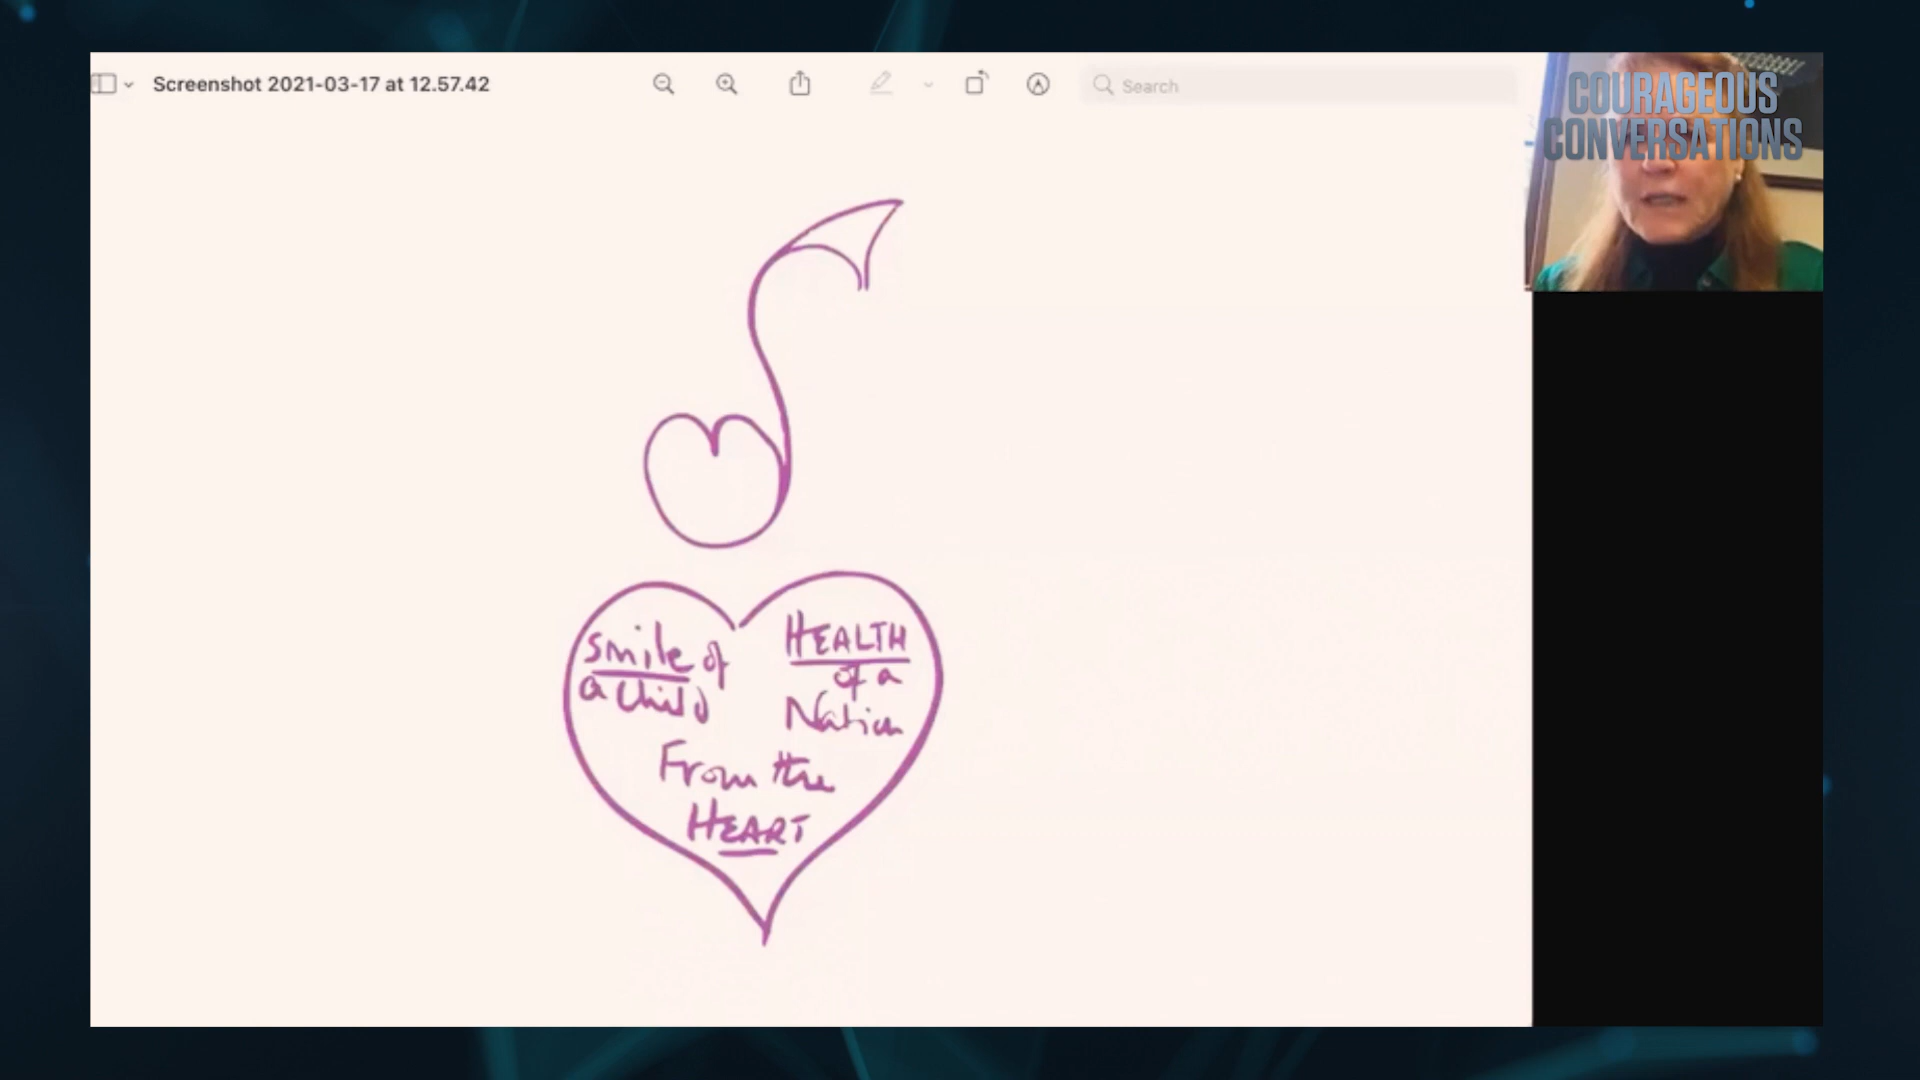 Screenshot 2021-03-17 at 12.57.42
Search
COURAGEOUS
CONVERSATIONS
smile of
a child
HEALTH
of a
Nation
From the
HEART